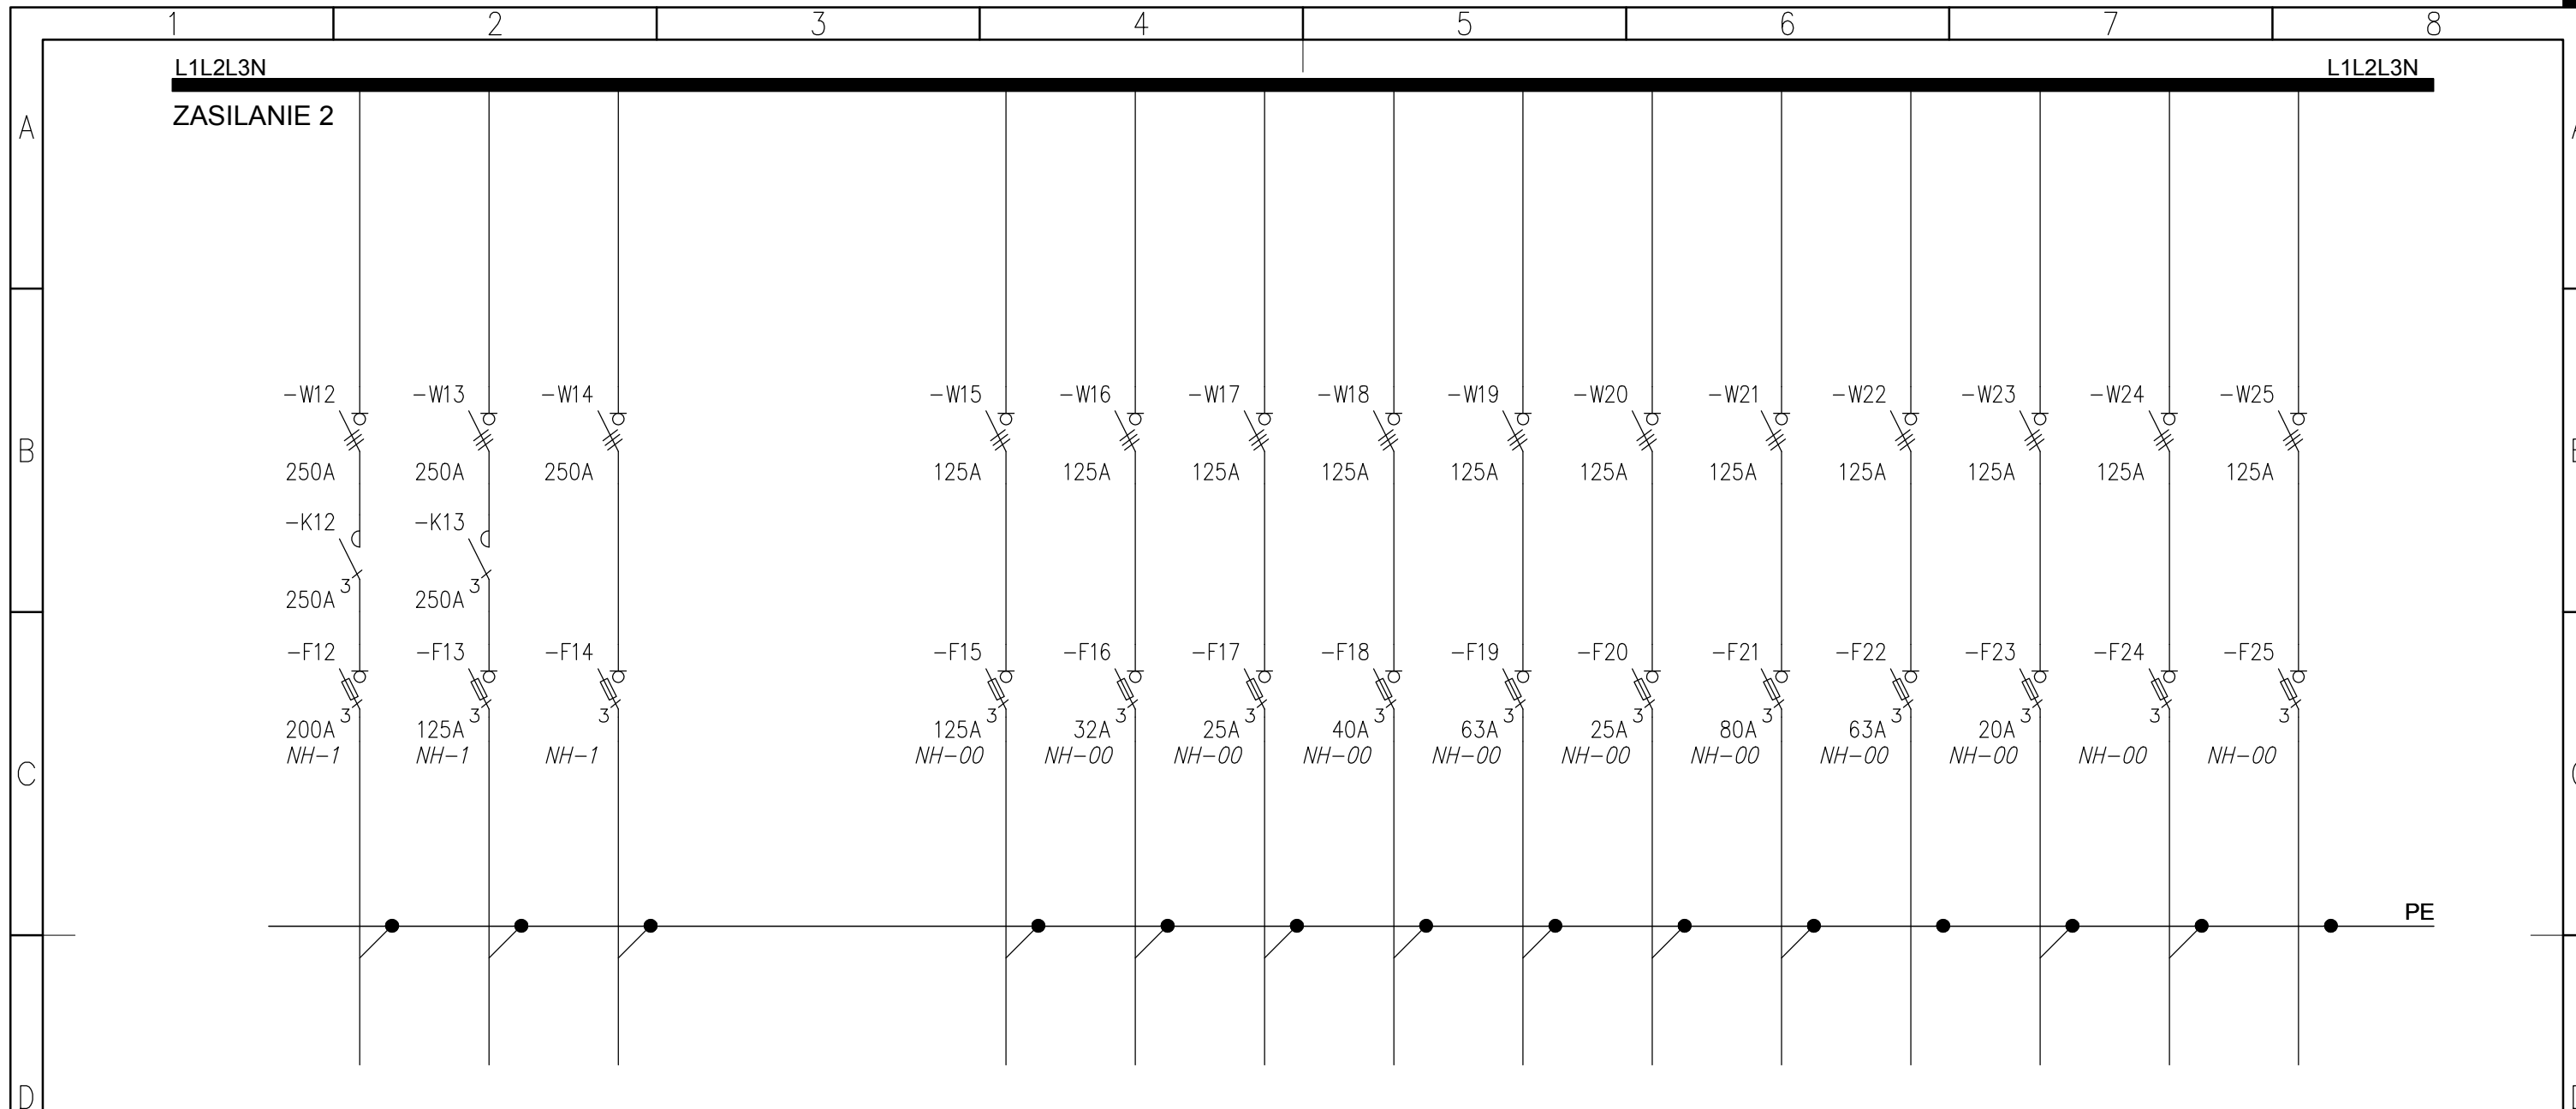 1 2 3 4 5 6 7 8
L1L2L3N L1L2L3N
ZASILANIE 2
A
-W12 -W13 -W14 -W15 -W16 -W17 -W18 -W19 -W20 -W21 -W22 -W23 -W24 -W25
B
250A 250A 250A 125A 125A 125A 125A 125A 125A 125A 125A 125A 125A 125A
-K12 -K13
3 3
250A 250A
-F12 -F13 -F14 -F15 -F16 -F17 -F18 -F19 -F20 -F21 -F22 -F23 -F24 -F25
3 3 3 3 3 3 3 3 3 3 3 3 3 3
200A 125A 125A 32A 25A 40A 63A 25A 80A 63A 20A
NH-1 NH-1 NH-1 NH-00 NH-00 NH-00 NH-00 NH-00 NH-00 NH-00 NH-00 NH-00 NH-00 NH-00
C
PE
D